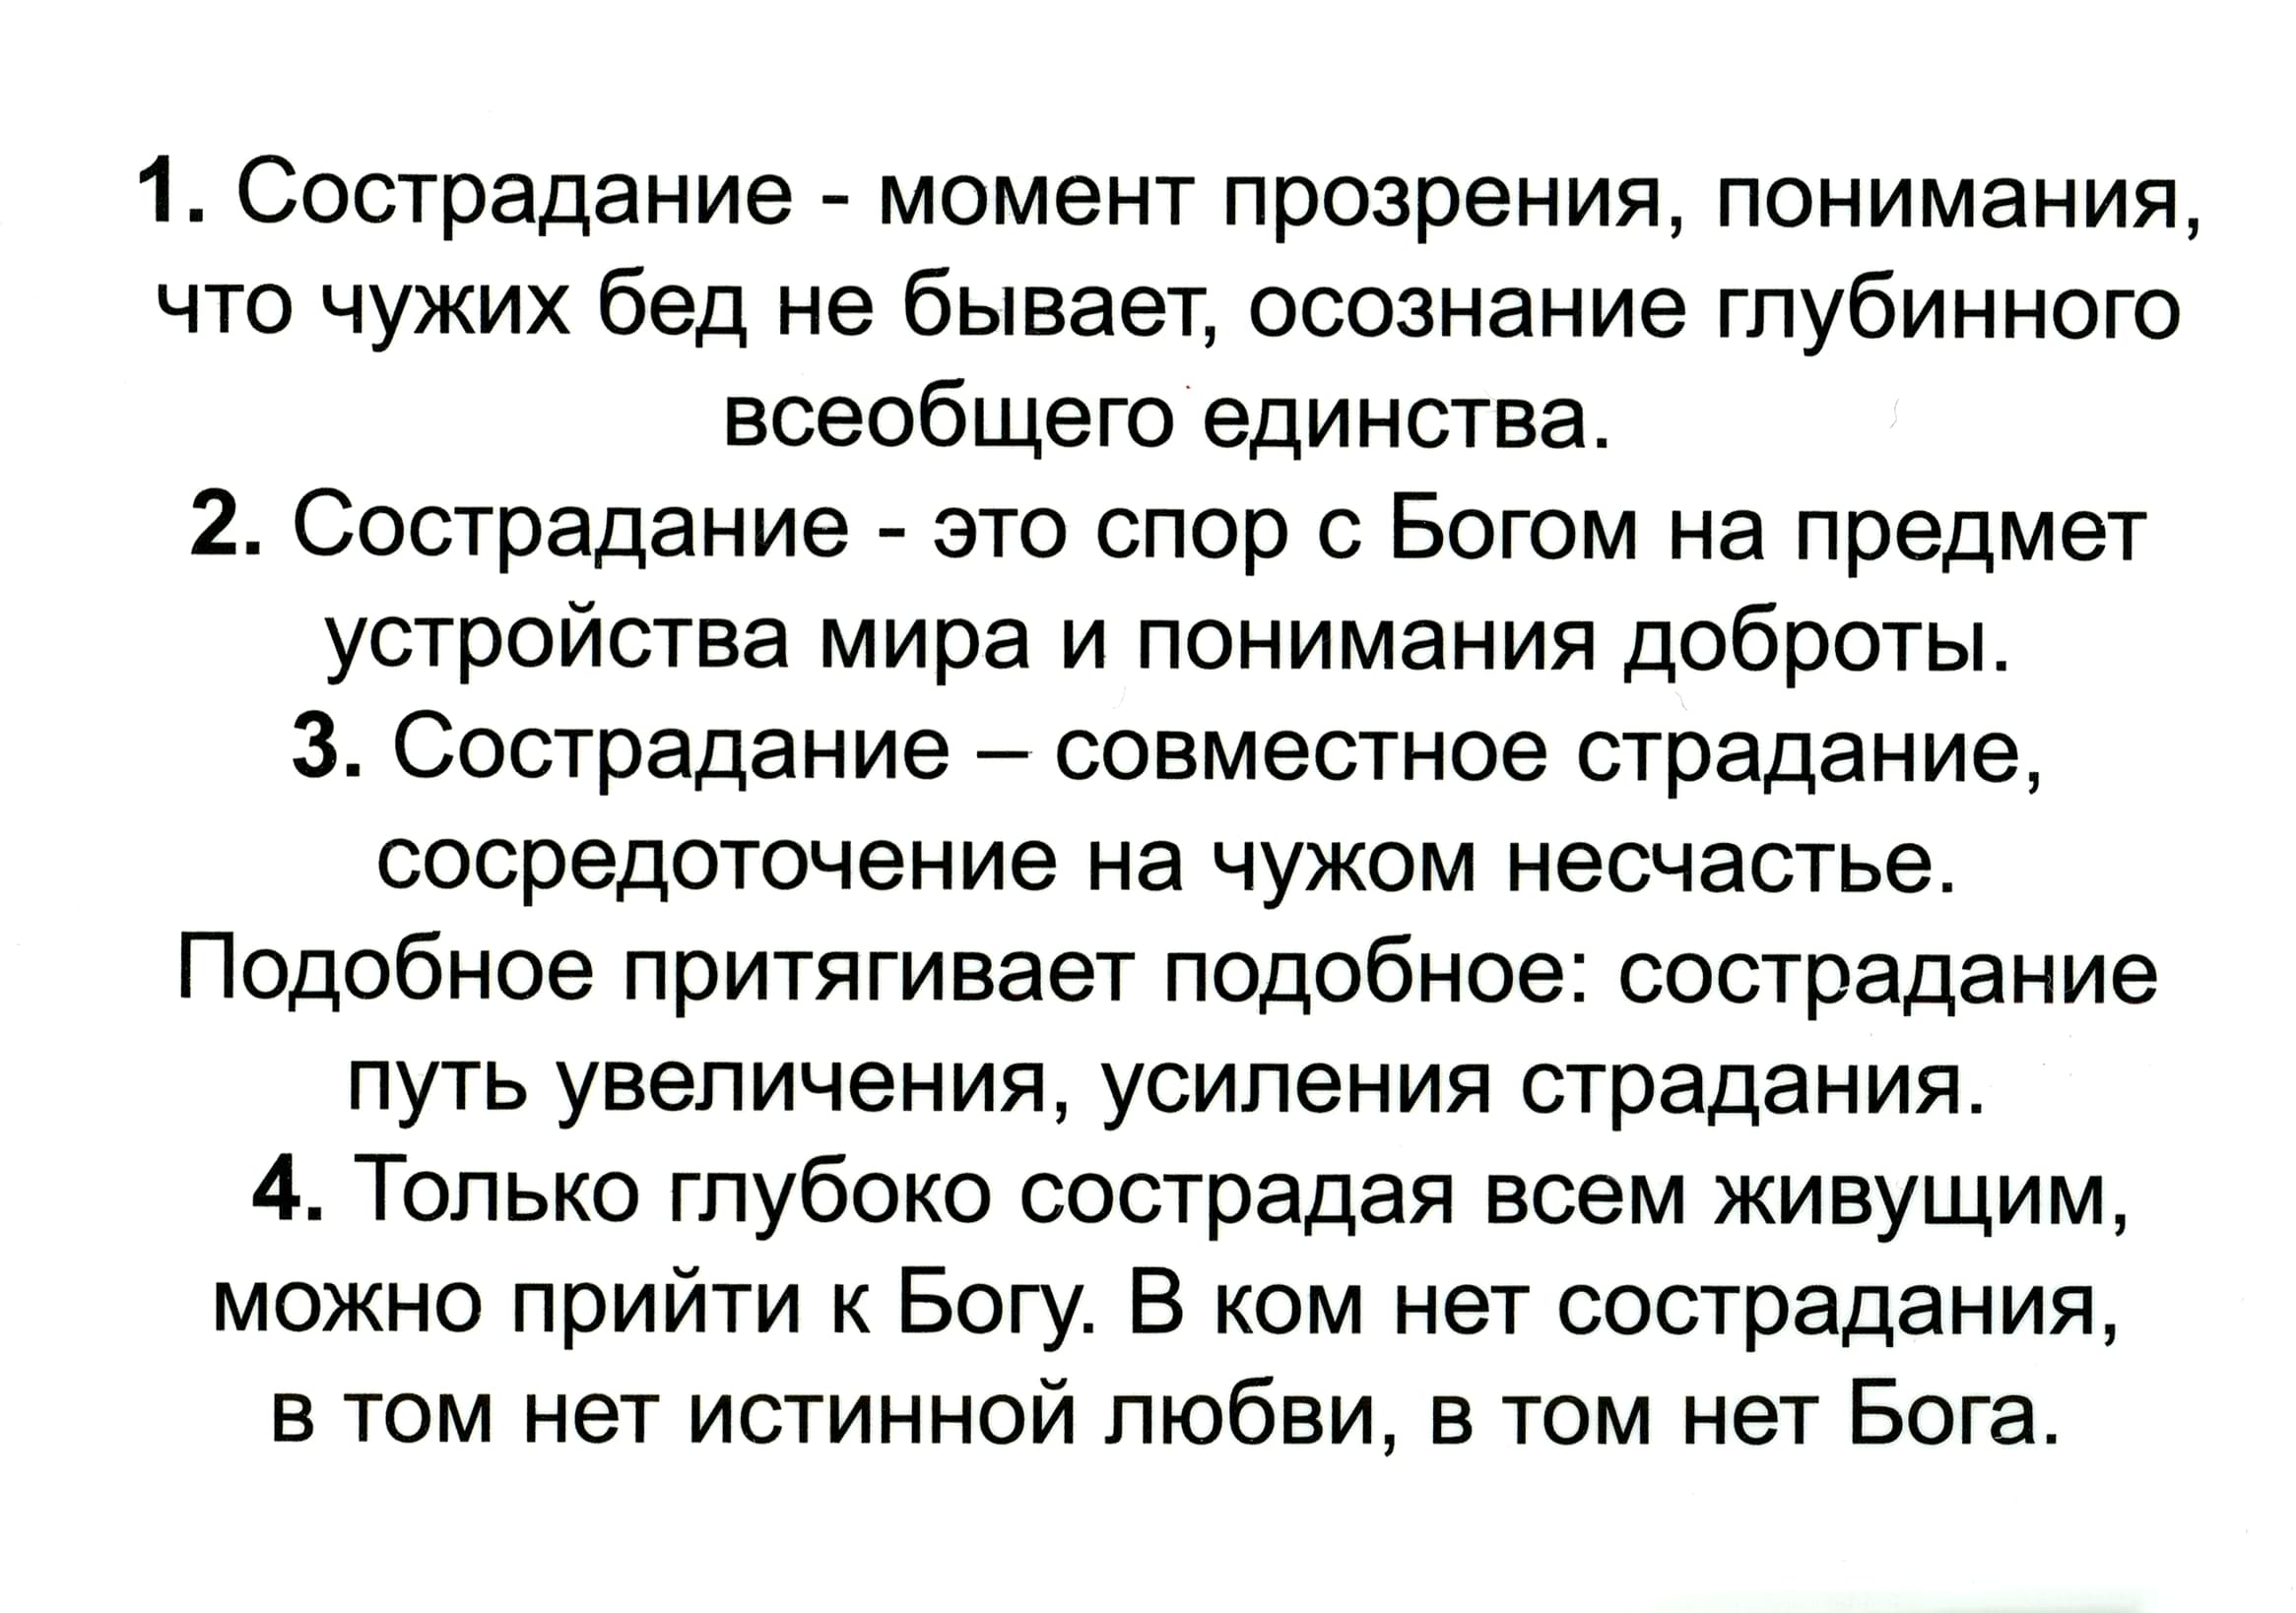 1. Сострадание - момент прозрения, понимания,
что чужих бед не бывает, осознание глубинного
всеобщего единства.
2. Сострадание - это спор с Богом на предмет
устройства мира и понимания доброты.
3. Сострадание – совместное страдание,
сосредоточение на чужом несчастье.
Подобное притягивает подобное: сострадание
путь увеличения, усиления страдания.
4. Только глубоко сострадая всем живущим,
можно прийти к Богу. В ком нет сострадания,
в том нет истинной любви, в том нет Бога.